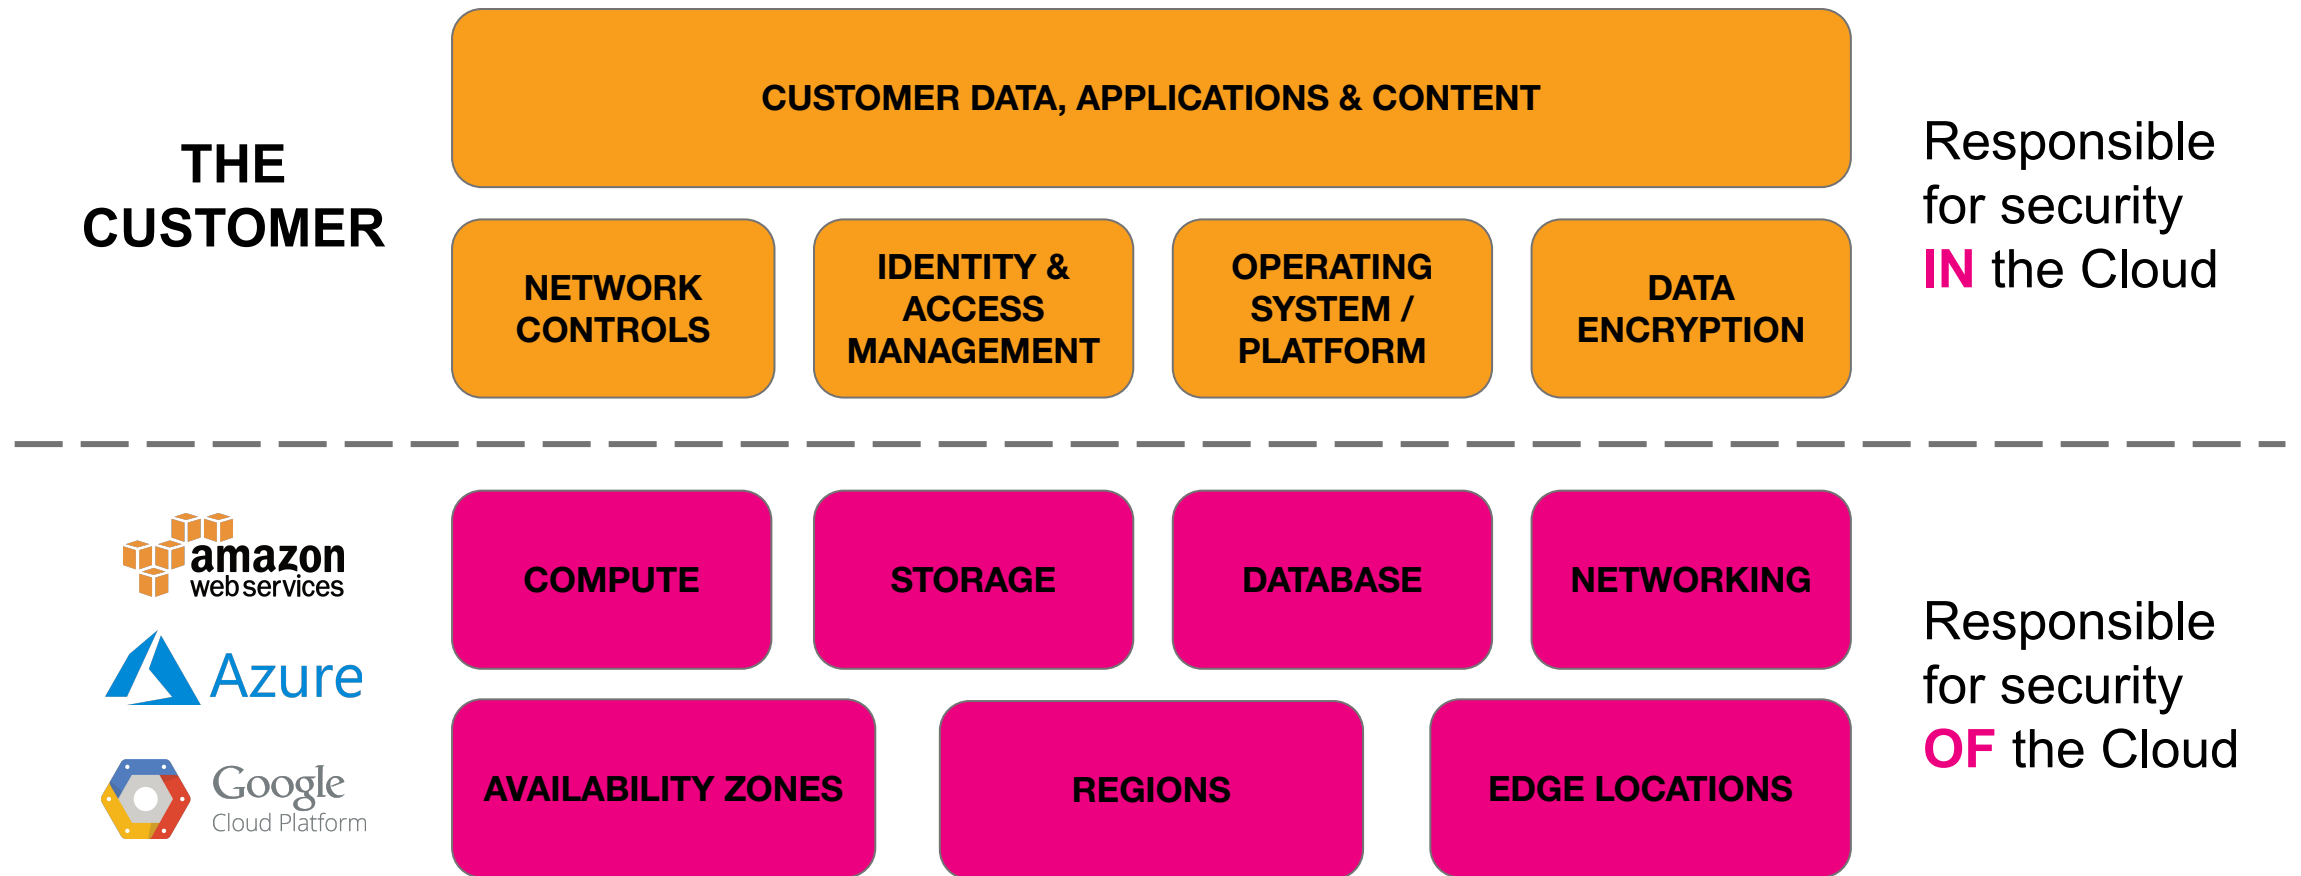 CUSTOMER DATA, APPLICATIONS & CONTENT
THE
CUSTOMER
NETWORK
CONTROLS
IDENTITY &
ACCESS
MANAGEMENT
OPERATING
SYSTEM /
PLATFORM
DATA
ENCRYPTION
Responsible
for security
IN the Cloud
amazon
web services
Azure
Google
Cloud Platform
COMPUTE
STORAGE
DATABASE
NETWORKING
AVAILABILITY ZONES
REGIONS
EDGE LOCATIONS
Responsible
for security
OF the Cloud